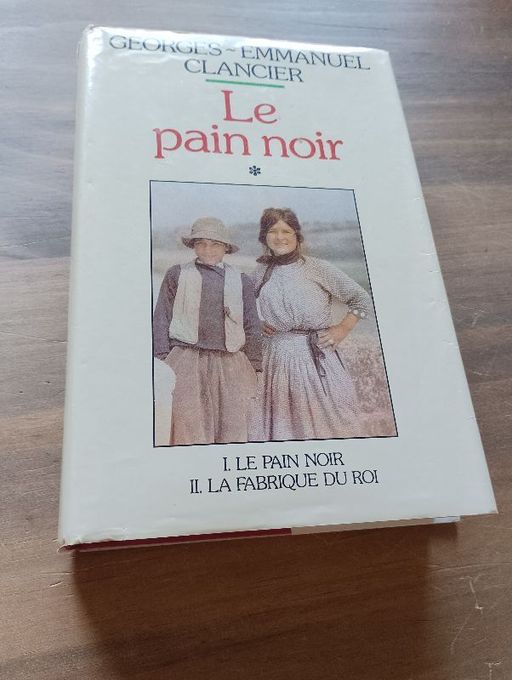 GEORGES~EMMANUEL
CLANCIER
Le
pain noir
*
I. LE PAIN NOIR
II. LA FABRIQUE DU ROI